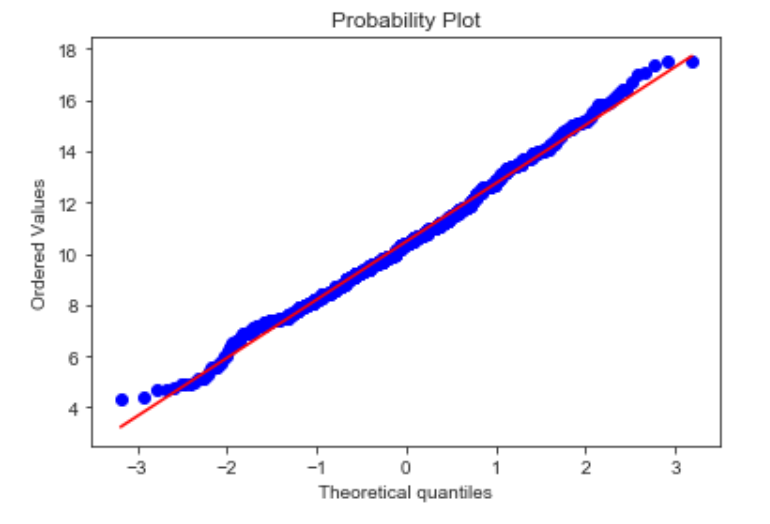 Probability Plot
18
16
14
12
10
8
6
4
Ordered Values
−3 −2 −1 0 1 2 3
Theoretical quantiles